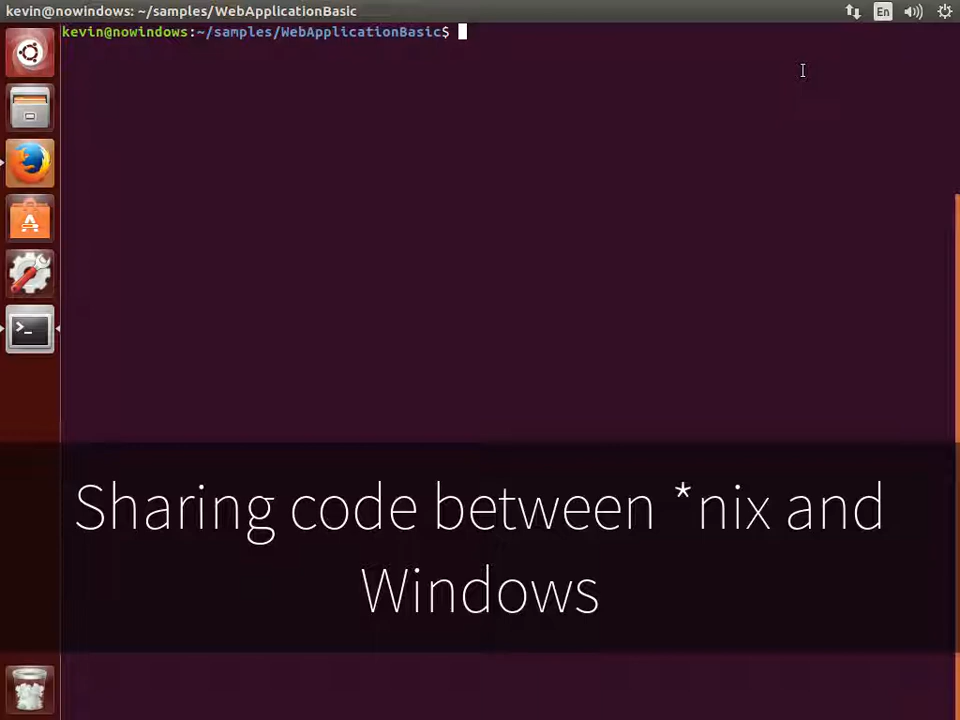 kevin@nowindows: ~/samples/WebApplicationBasic
En
kevin@nowindows:~/samples/WebApplicationBasic$
>_
Sharing code between *nix and
Windows